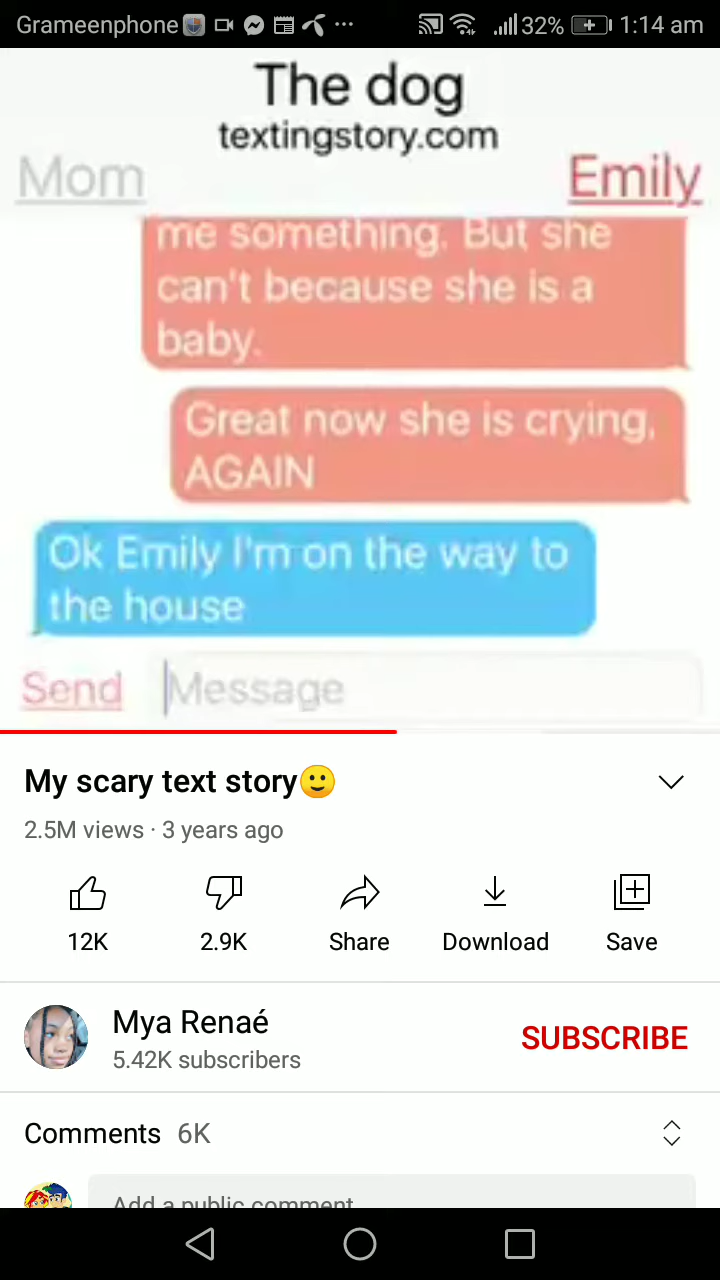 Grameenphone 32% 1:14 am
The dog
textingstory.com
Mom Emily
me something. But she
can't because she is a
baby.
Great now she is crying,
AGAIN
Ok Emily I'm on the way to
the house
Send Message
My scary text story🙂
2.5M views · 3 years ago
12K 2.9K Share Download Save
Mya Renaé
5.42K subscribers
SUBSCRIBE
Comments 6K
Add a public comment